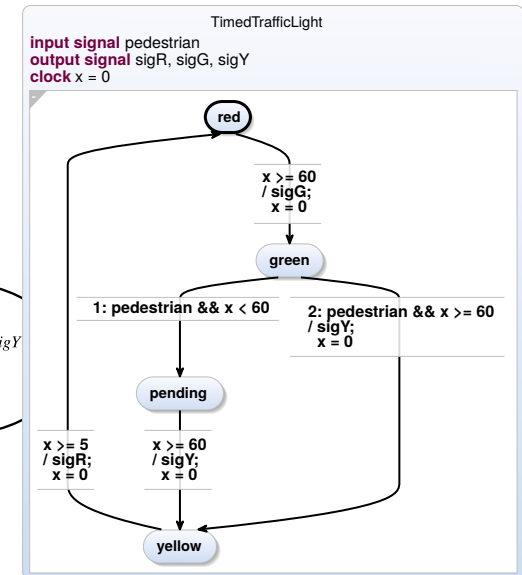 TimedTrafficLight
input signal pedestrian
output signal sigR, sigG, sigY
clock x = 0
red
x >= 60
/ sigG;
x = 0
green
1: pedestrian && x < 60
2: pedestrian && x >= 60
/ sigY;
x = 0
igY
pending
x >= 5
/ sigR;
x = 0
x >= 60
/ sigY;
x = 0
yellow